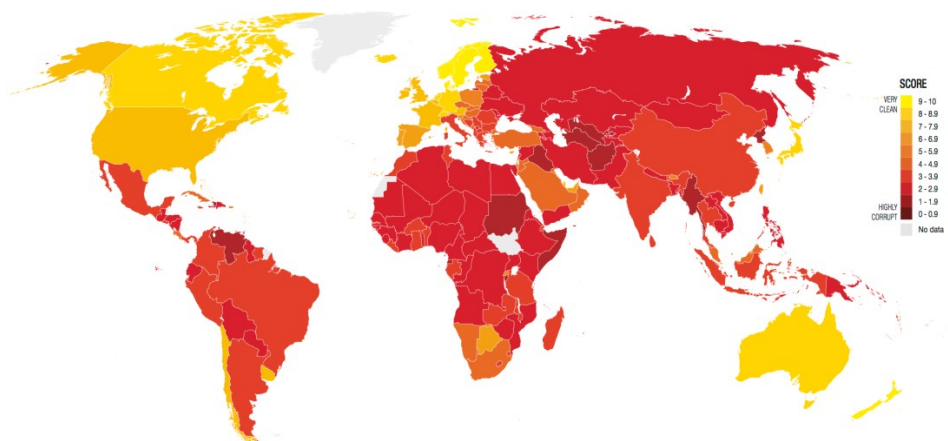 SCORE
VERY
CLEAN
9 - 10
8 - 8.9
7 - 7.9
6 - 6.9
5 - 5.9
4 - 4.9
3 - 3.9
2 - 2.9
1 - 1.9
0 - 0.9
HIGHLY
CORRUPT
No data